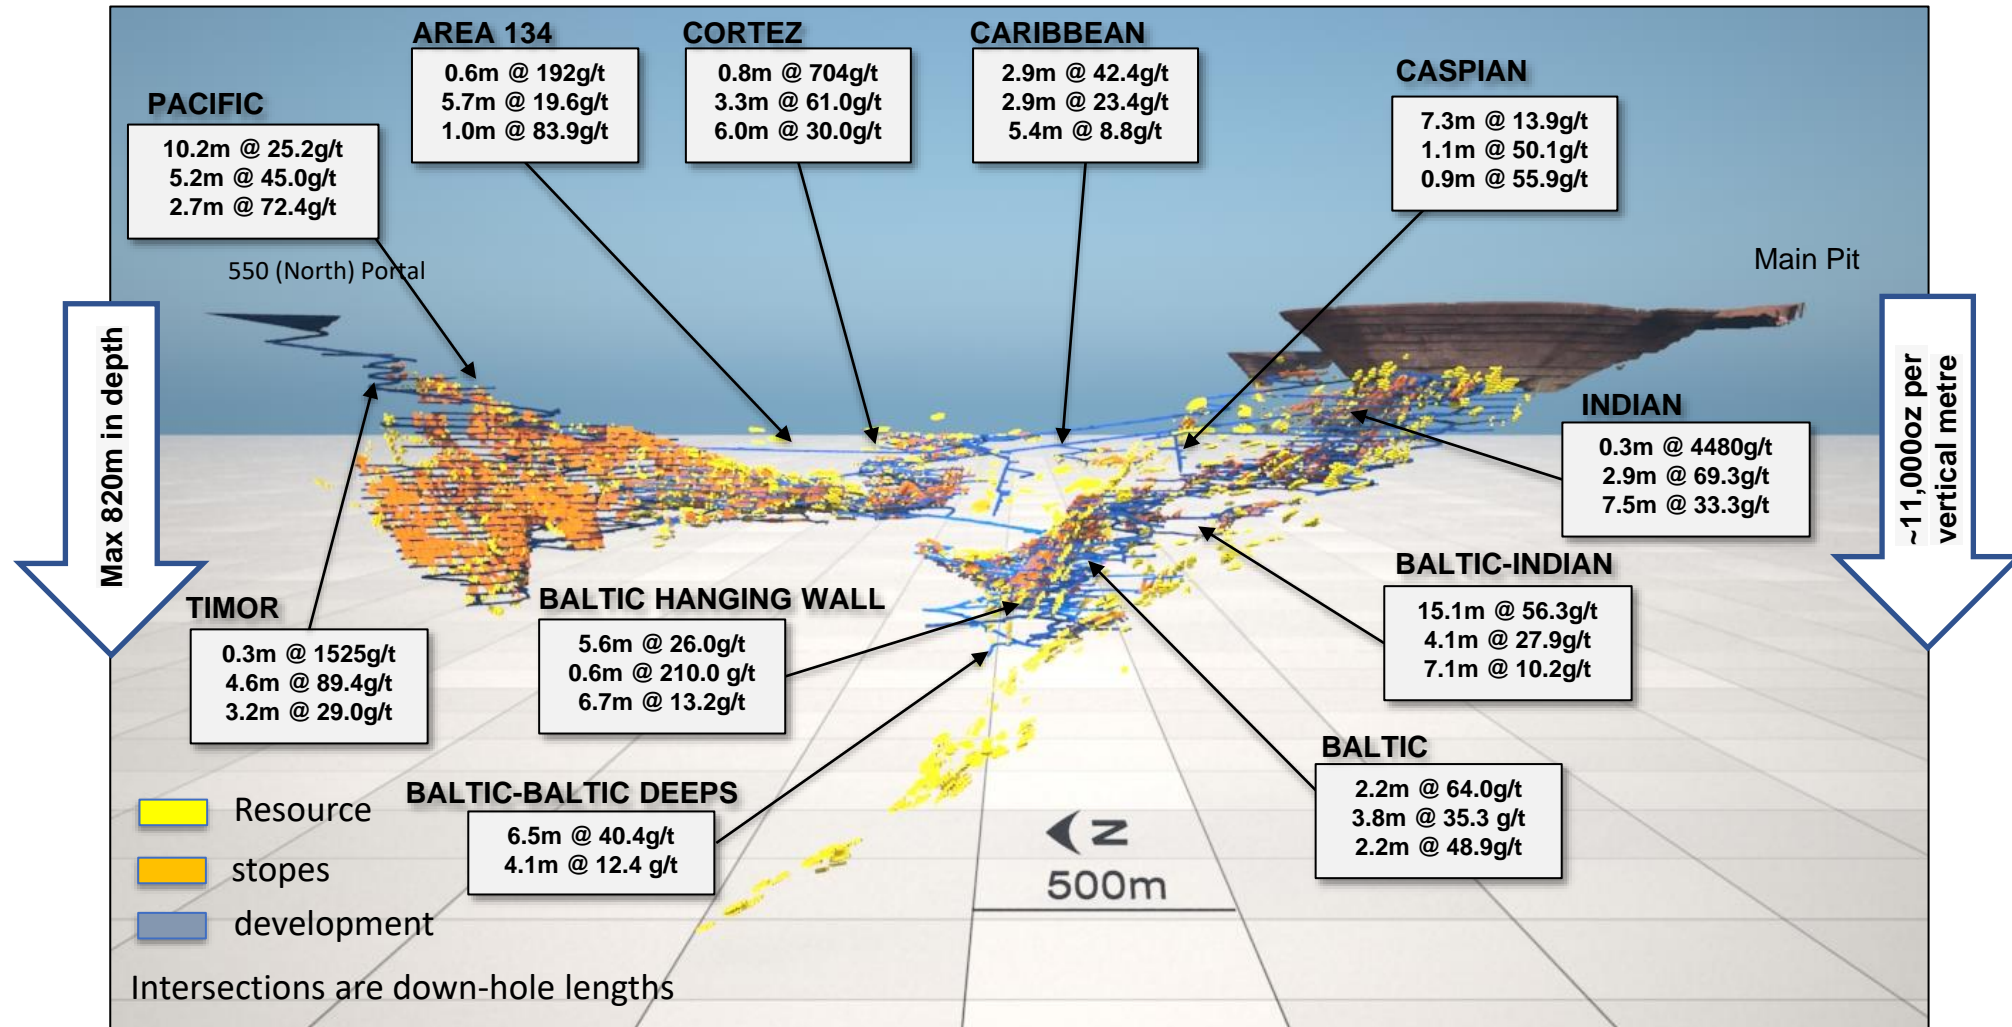 AREA 134
0.6m @ 192g/t
5.7m @ 19.6g/t
1.0m @ 83.9g/t
CORTEZ
0.8m @ 704g/t
3.3m @ 61.0g/t
6.0m @ 30.0g/t
CARIBBEAN
2.9m @ 42.4g/t
2.9m @ 23.4g/t
5.4m @ 8.8g/t
CASPIAN
7.3m @ 13.9g/t
1.1m @ 50.1g/t
0.9m @ 55.9g/t
PACIFIC
10.2m @ 25.2g/t
5.2m @ 45.0g/t
2.7m @ 72.4g/t
550 (North) Portal
Main Pit
Max 820m in depth
~11,000oz per
vertical metre
INDIAN
0.3m @ 4480g/t
2.9m @ 69.3g/t
7.5m @ 33.3g/t
BALTIC-INDIAN
15.1m @ 56.3g/t
4.1m @ 27.9g/t
7.1m @ 10.2g/t
TIMOR
0.3m @ 1525g/t
4.6m @ 89.4g/t
3.2m @ 29.0g/t
BALTIC HANGING WALL
5.6m @ 26.0g/t
0.6m @ 210.0 g/t
6.7m @ 13.2g/t
BALTIC
2.2m @ 64.0g/t
3.8m @ 35.3 g/t
2.2m @ 48.9g/t
BALTIC-BALTIC DEEPS
6.5m @ 40.4g/t
4.1m @ 12.4 g/t
Resource
stopes
development
Intersections are down-hole lengths
N
500m